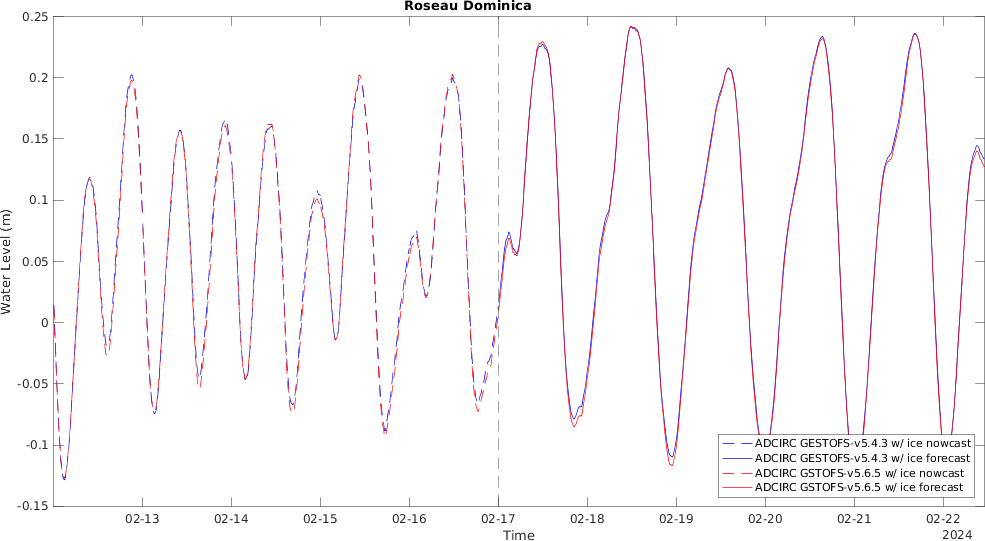 Roseau Dominica
0.25
0.2
0.15
0.1
0.05
0
-0.05
-0.1
-0.15
Water Level (m)
02-13 02-14 02-15 02-16 02-17 02-18 02-19 02-20 02-21 02-22
2024
Time
ADCIRC GESTOFS-v5.4.3 w/ ice nowcast
ADCIRC GESTOFS-v5.4.3 w/ ice forecast
ADCIRC GSTOFS-v5.6.5 w/ ice nowcast
ADCIRC GSTOFS-v5.6.5 w/ ice forecast